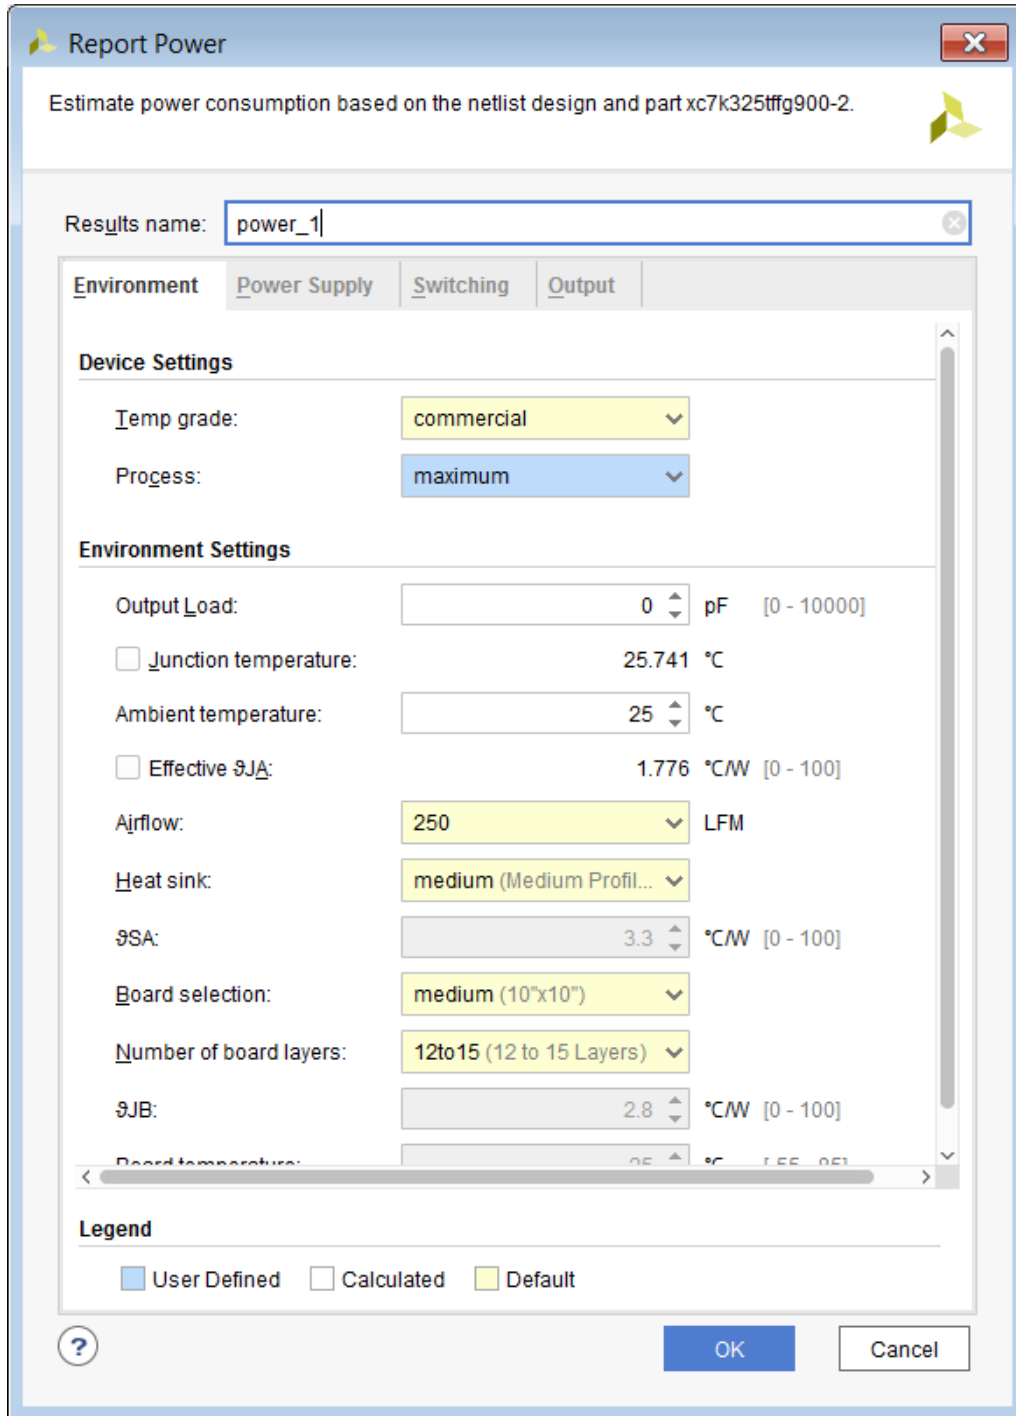 Report Power
Estimate power consumption based on the netlist design and part xc7k325tffg900-2.
Results name: power_1
Environment Power Supply Switching Output
Device Settings
Temp grade: commercial
Process: maximum
Environment Settings
Output Load: 0 pF [0 - 10000]
Junction temperature: 25.741 °C
Ambient temperature: 25 °C
Effective ϑJA: 1.776 °C/W [0 - 100]
Airflow: 250 LFM
Heat sink: medium (Medium Profil...
ϑSA: 3.3 °C/W [0 - 100]
Board selection: medium (10"x10")
Number of board layers: 12to15 (12 to 15 Layers)
ϑJB: 2.8 °C/W [0 - 100]
Board temperature: 25 °C
Legend
User Defined Calculated Default
? OK Cancel